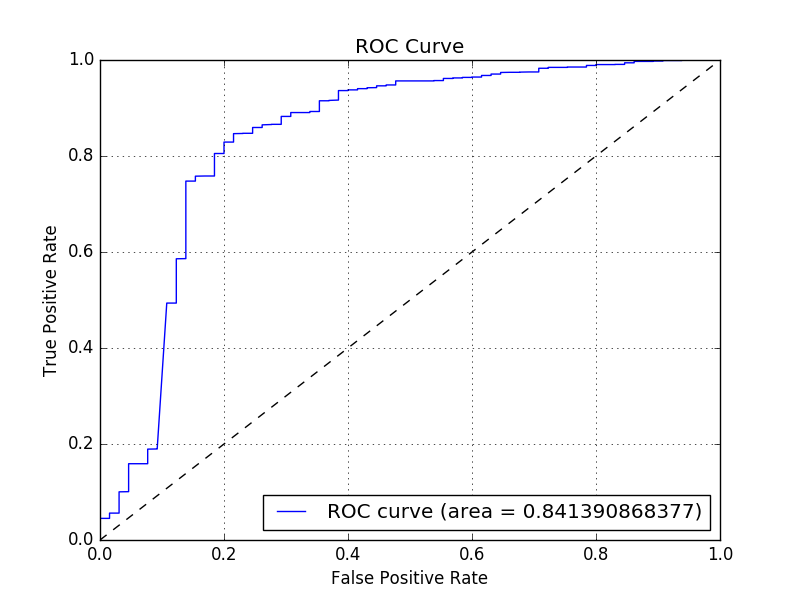 ROC Curve
1.0
0.8
0.6
0.4
0.2
0.0
True Positive Rate
ROC curve (area = 0.841390868377)
0.0 0.2 0.4 0.6 0.8 1.0
False Positive Rate